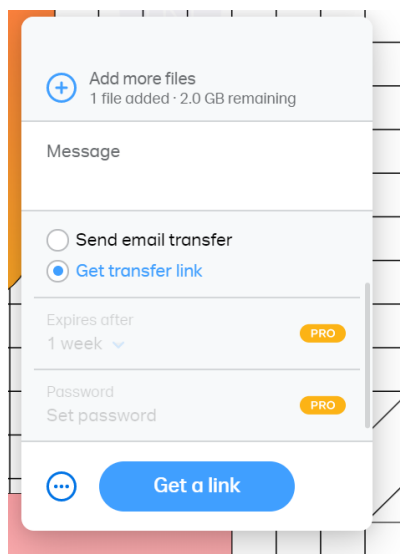 Add more files
1 file added · 2.0 GB remaining
Message
Send email transfer
Get transfer link
Expires after
1 week
PRO
Password
Set password
PRO
Get a link